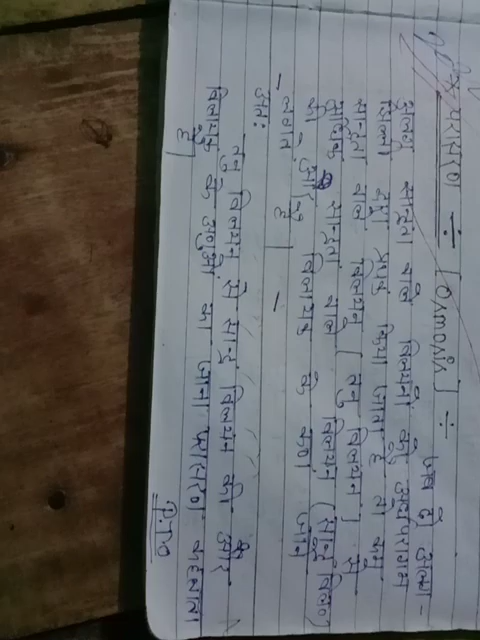 परासरण ÷ [Osmosis] ÷
जब दो अलग-
अलग सान्द्रता वाले विलयनों को अर्धपारगम्य
झिल्ली द्वारा पृथक किया जाता है तो कम
सान्द्रता वाले विलयन [तनु विलयन] से
अधिक सान्द्रता वाले विलयन (सान्द्र विलयन)
की ओर विलायक के कण जाने
लगते है |
अतः
तनु विलयन से सान्द्र विलयन की ओर
विलायक के अणुओं का जाना परासरण कहलाता
है |
P.T.O